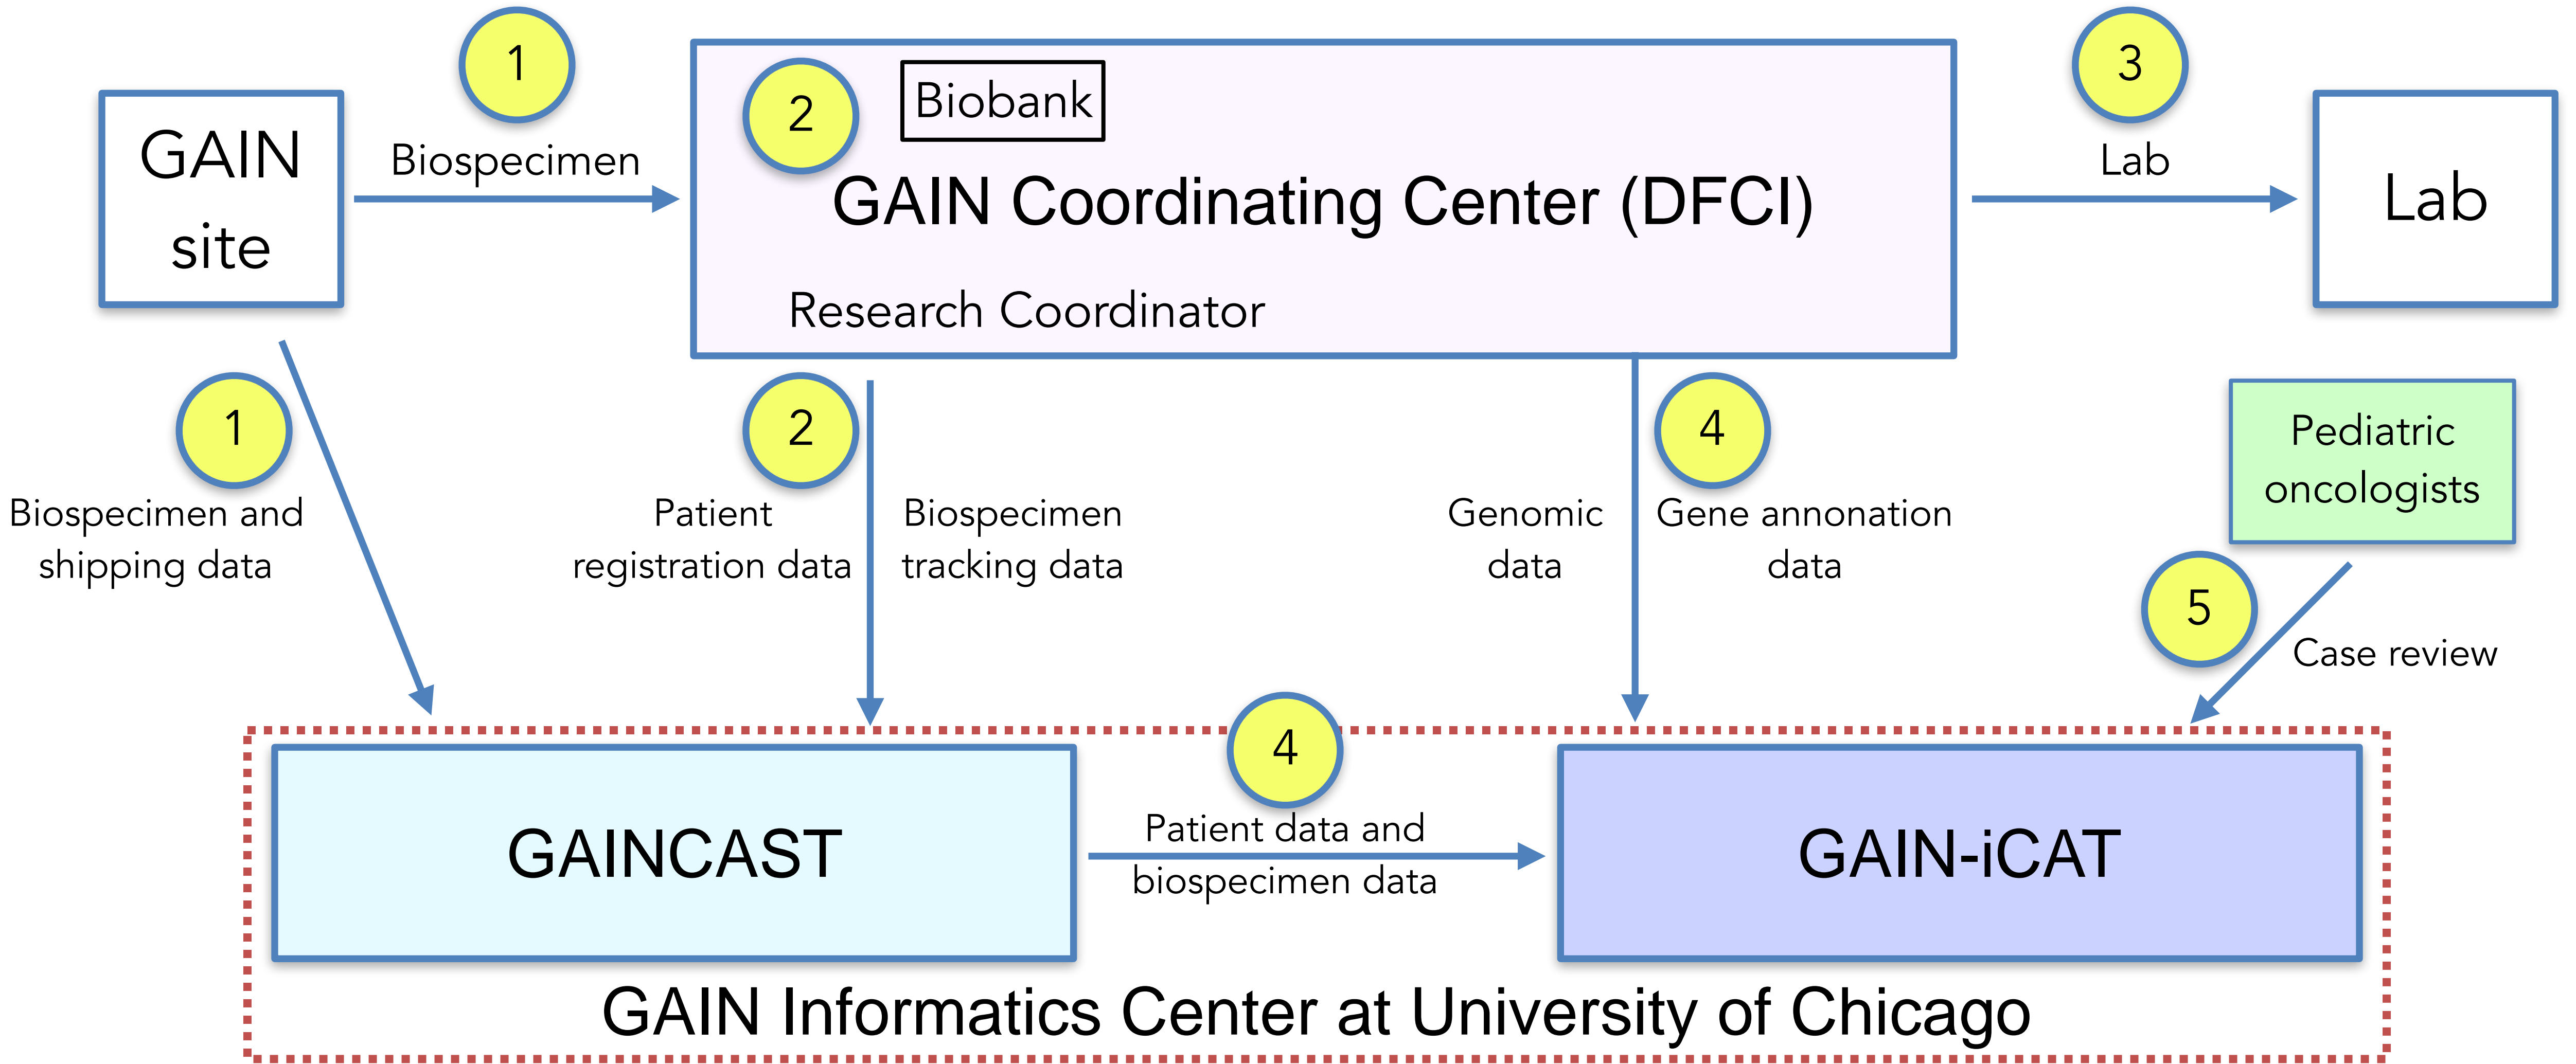 1
2
Biobank
3
GAIN
site
Biospecimen
GAIN Coordinating Center (DFCI)
Research Coordinator
Lab
Lab
1
Biospecimen and
shipping data
2
Patient
registration data
Biospecimen
tracking data
Genomic
data
4
Gene annonation
data
Pediatric
oncologists
5
Case review
GAINCAST
4
Patient data and
biospecimen data
GAIN-iCAT
GAIN Informatics Center at University of Chicago